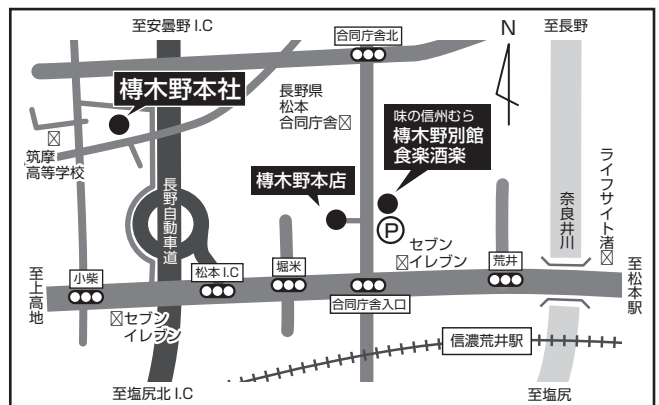 至安曇野 I.C
合同庁舎北
N
至長野
榑木野本社
長野県
松本
合同庁舎
味の信州むら
榑木野別館
食楽酒楽
筑摩
高等学校
榑木野本店
P
長野自動車道
奈良井川
ライフサイト渚
セブン
イレブン
至上高地
小柴
松本 I.C
堀米
荒井
至松本駅
合同庁舎入口
セブン
イレブン
信濃荒井駅
至塩尻北 I.C
至塩尻